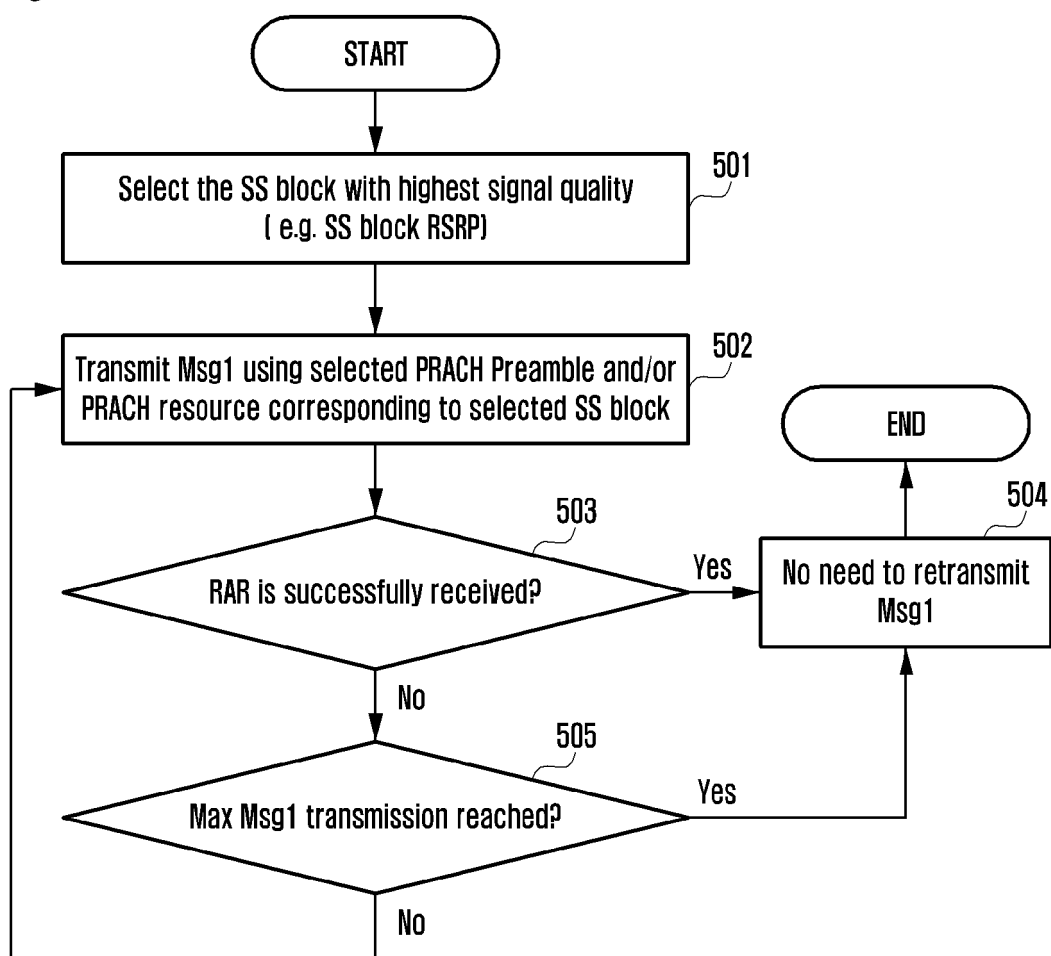 START
501
Select the SS block with highest signal quality
( e.g. SS block RSRP)
502
Transmit Msg1 using selected PRACH Preamble and/or
PRACH resource corresponding to selected SS block
END
503
504
RAR is successfully received?
Yes
No need to retransmit
Msg1
No
505
Max Msg1 transmission reached?
Yes
No